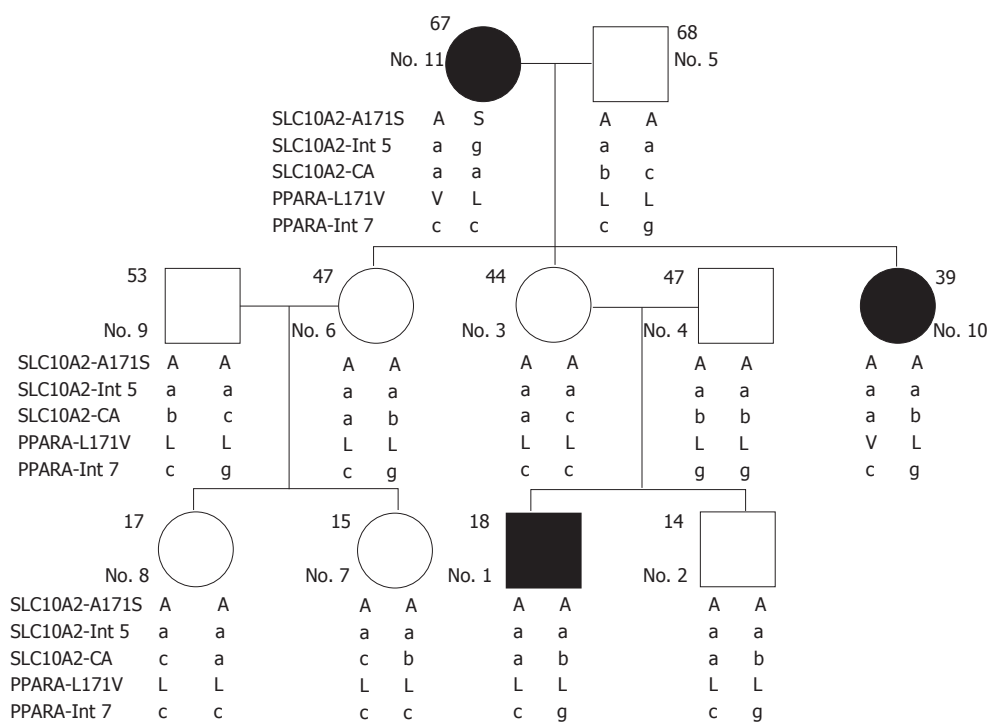 67 68
No. 11 No. 5
SLC10A2-A171S A S A A
SLC10A2-Int 5 a g a a
SLC10A2-CA a a b c
PPARA-L171V V L L L
PPARA-Int 7 c c c g
53 47 44 47 39
No. 9 No. 6 No. 3 No. 4 No. 10
SLC10A2-A171S A A A A A A A A A A
SLC10A2-Int 5 a a a a a a a a a a
SLC10A2-CA b c a b a c b b a b
PPARA-L171V L L L L L L L L V L
PPARA-Int 7 c g c g c c g g c g
17 15 18 14
No. 8 No. 7 No. 1 No. 2
SLC10A2-A171S A A A A A A A A
SLC10A2-Int 5 a a a a a a a a
SLC10A2-CA c a c b a b a b
PPARA-L171V L L L L L L L L
PPARA-Int 7 c c c c c g c g